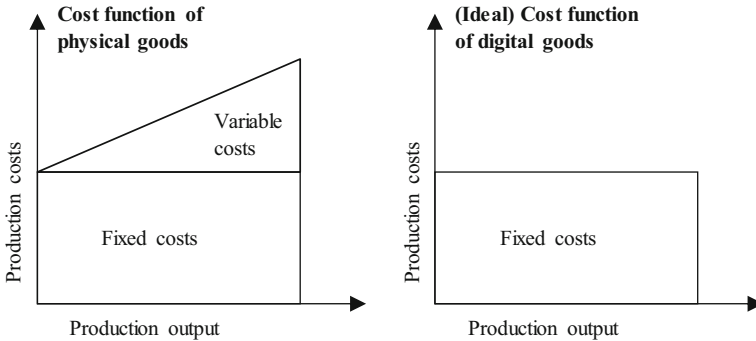 Cost function of
physical goods
Production costs
Variable
costs
Fixed costs
Production output
(Ideal) Cost function
of digital goods
Production costs
Fixed costs
Production output